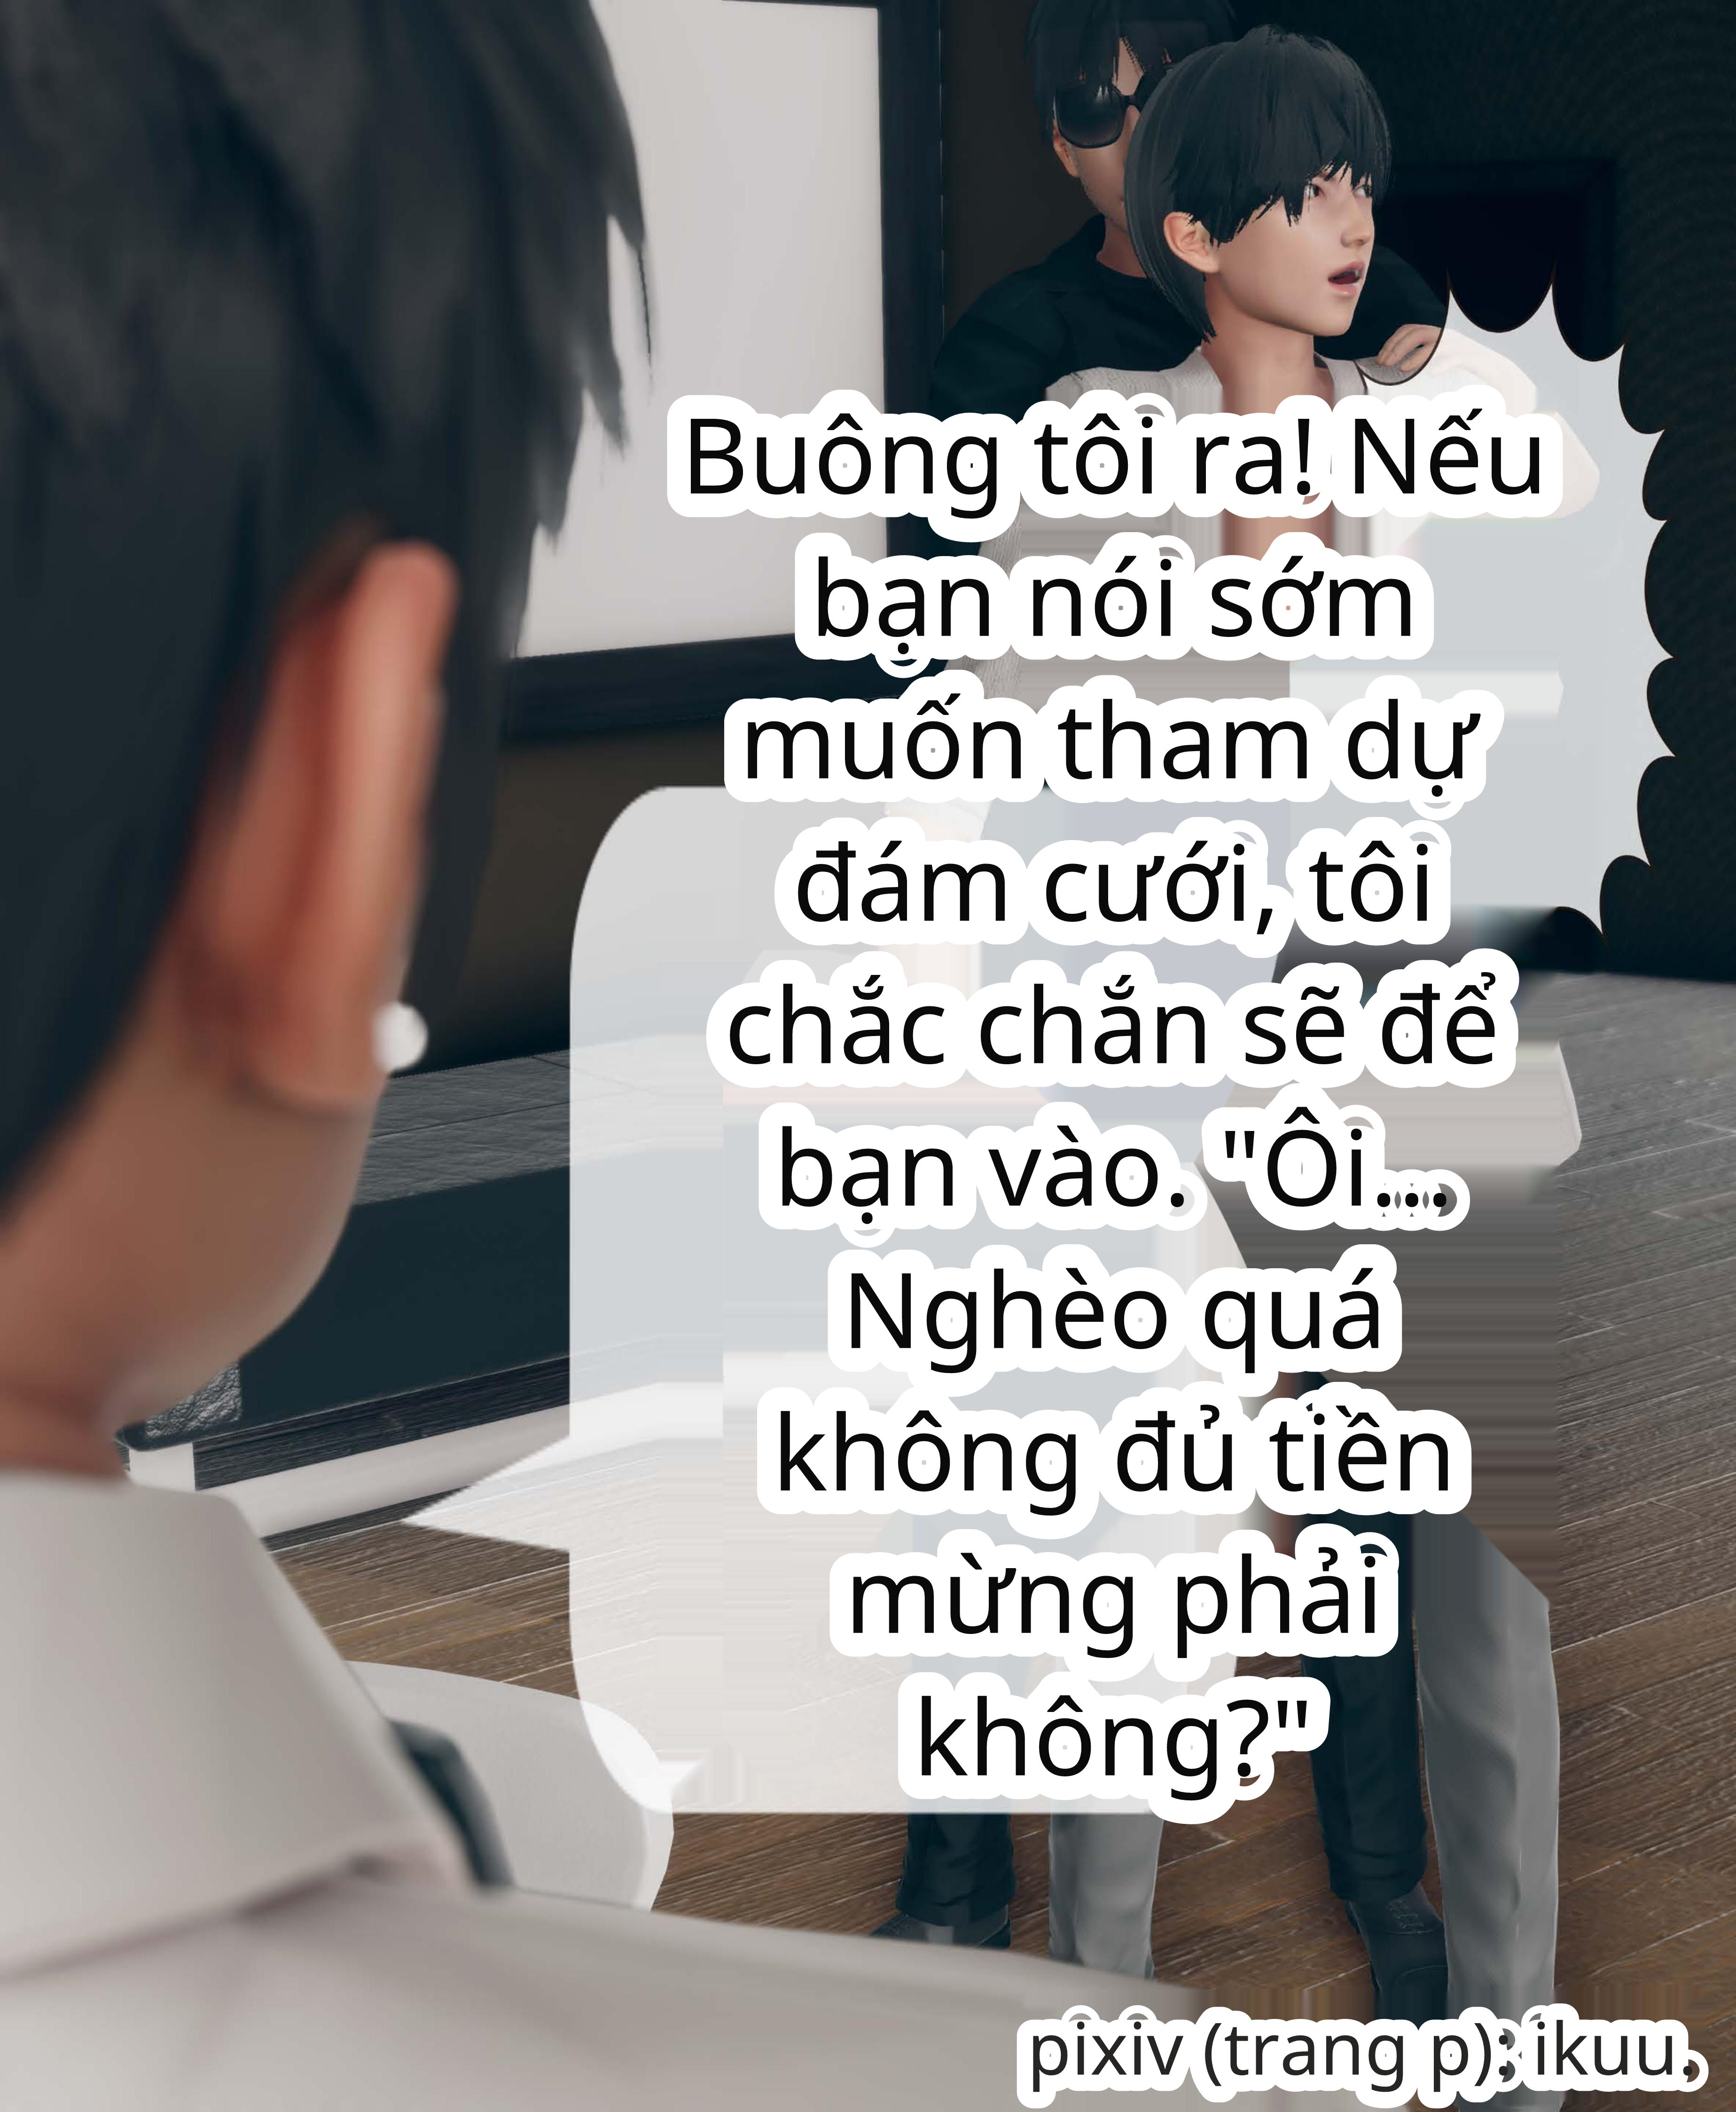 Buông tôi ra! Nếu
bạn nói sớm
muốn tham dự
đám cưới, tôi
chắc chắn sẽ để
bạn vào. "Ôi...
Nghèo quá
không đủ tiền
mừng phải
không?"
pixiv (trang p): ikuu.